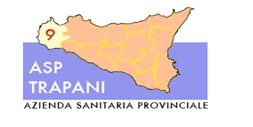 9
ASP
TRAPANI
AZIENDA SANITARIA PROVINCIALE